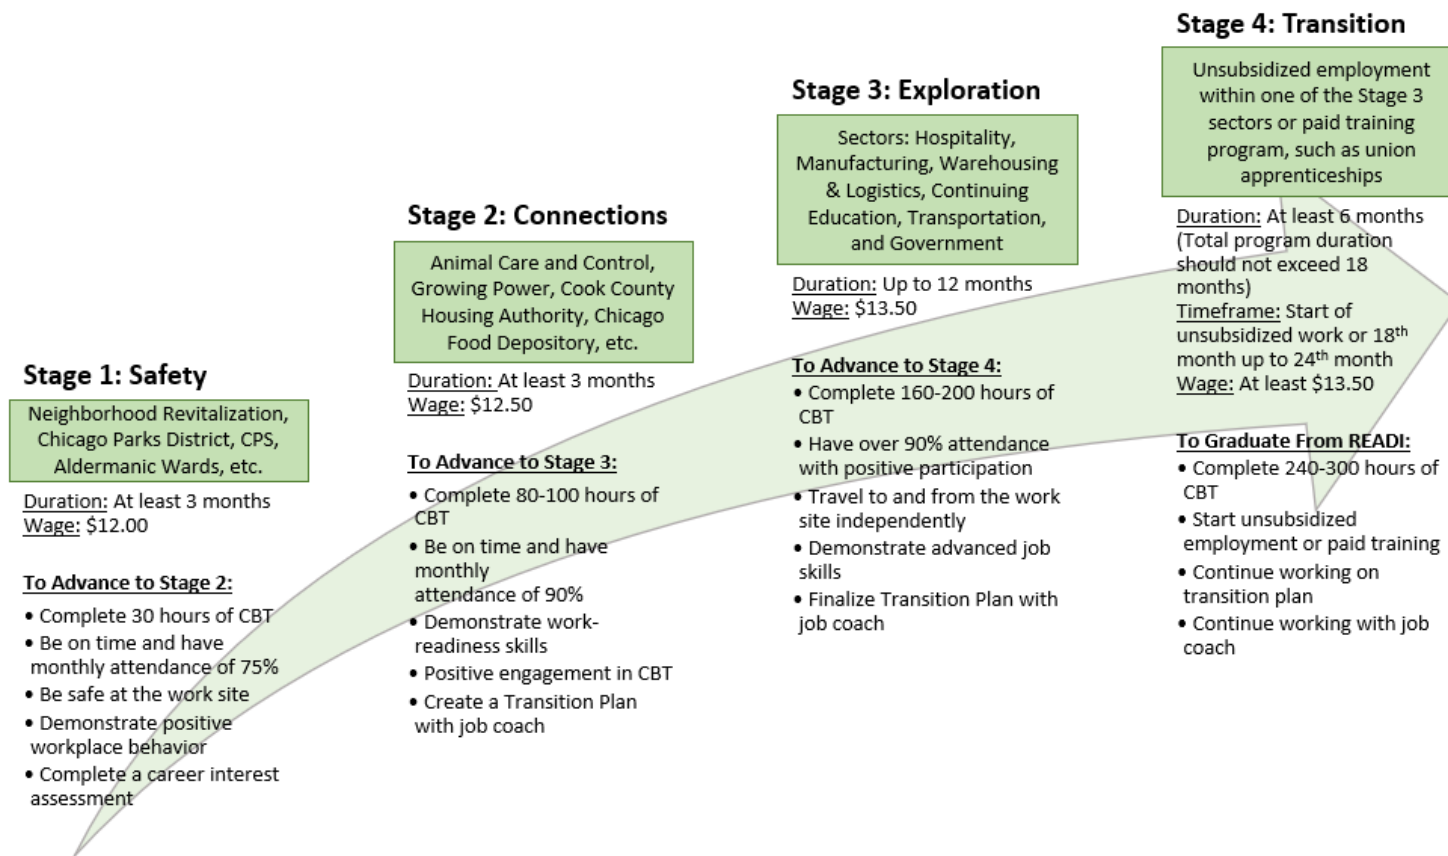 Stage 1: Safety
Neighborhood Revitalization,
Chicago Parks District, CPS,
Aldermanic Wards, etc.
Duration: At least 3 months
Wage: $12.00
To Advance to Stage 2:
• Complete 30 hours of CBT
• Be on time and have
monthly attendance of 75%
• Be safe at the work site
• Demonstrate positive
workplace behavior
• Complete a career interest
assessment
Stage 2: Connections
Animal Care and Control,
Growing Power, Cook County
Housing Authority, Chicago
Food Depository, etc.
Duration: At least 3 months
Wage: $12.50
To Advance to Stage 3:
• Complete 80-100 hours of
CBT
• Be on time and have
monthly
attendance of 90%
• Demonstrate work-
readiness skills
• Positive engagement in CBT
• Create a Transition Plan
with job coach
Stage 3: Exploration
Sectors: Hospitality,
Manufacturing, Warehousing
& Logistics, Continuing
Education, Transportation,
and Government
Duration: Up to 12 months
Wage: $13.50
To Advance to Stage 4:
• Complete 160-200 hours of
CBT
• Have over 90% attendance
with positive participation
• Travel to and from the work
site independently
• Demonstrate advanced job
skills
• Finalize Transition Plan with
job coach
Stage 4: Transition
Unsubsidized employment
within one of the Stage 3
sectors or paid training
program, such as union
apprenticeships
Duration: At least 6 months
(Total program duration
should not exceed 18
months)
Timeframe: Start of
unsubsidized work or 18th
month up to 24th month
Wage: At least $13.50
To Graduate From READI:
• Complete 240-300 hours of
CBT
• Start unsubsidized
employment or paid training
• Continue working on
transition plan
• Continue working with job
coach